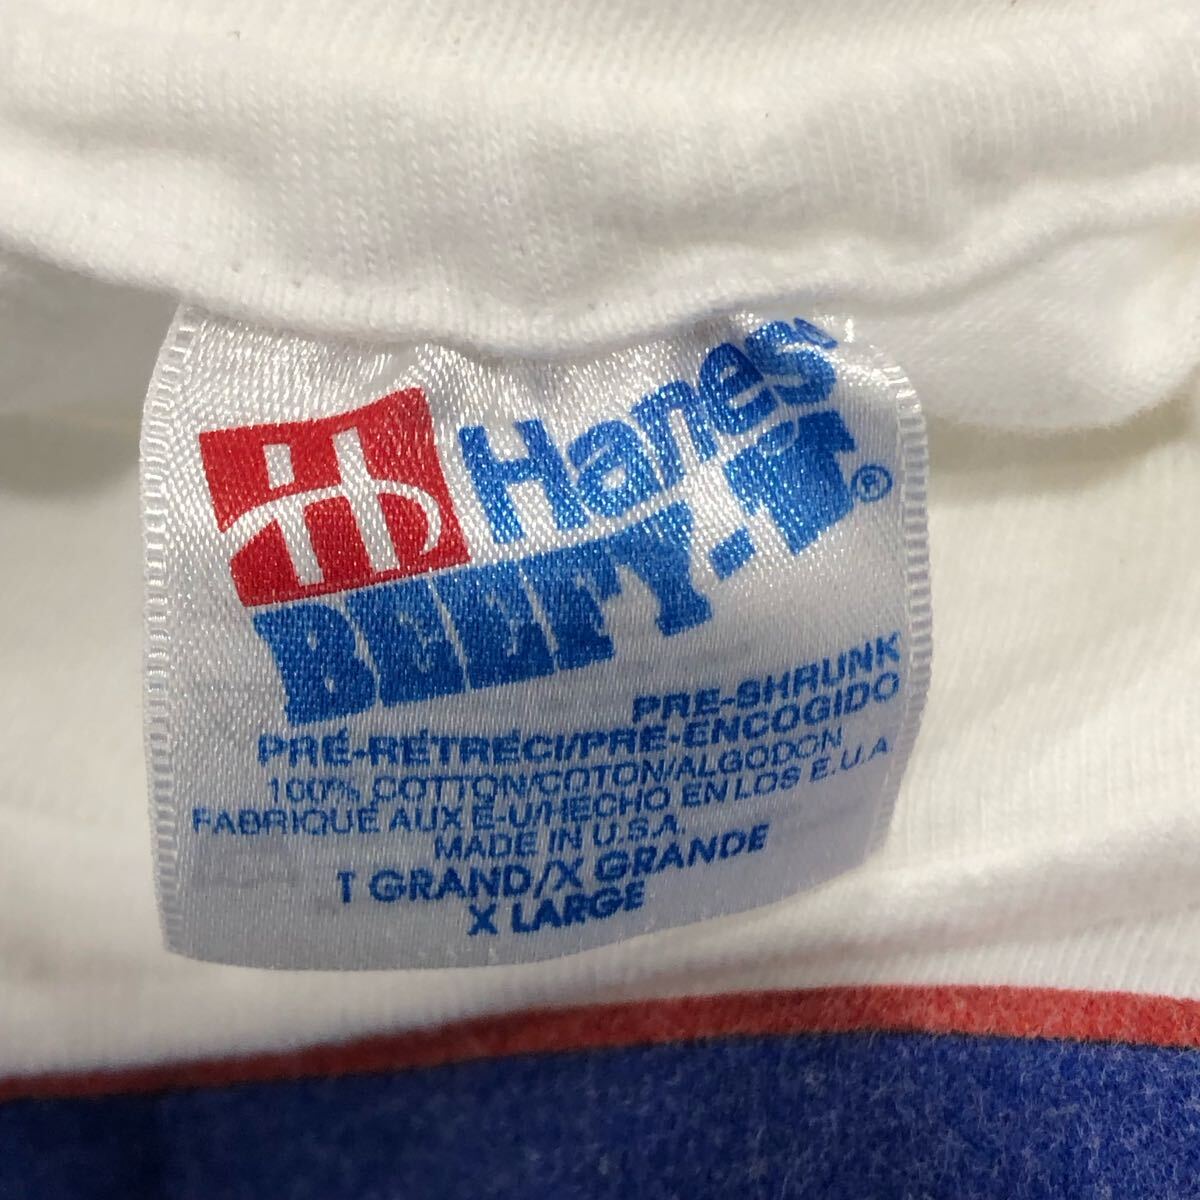 Hanes®
BEEFY-T®
PRE-SHRUNK
PRÉ-RÉTRÉCI/PRE-ENCOGIDO
100% COTTON/COTON/ALGODON
FABRIQUE AUX É-U/HECHO EN LOS E.U.A.
MADE IN U.S.A.
T GRAND/X GRANDE
X LARGE